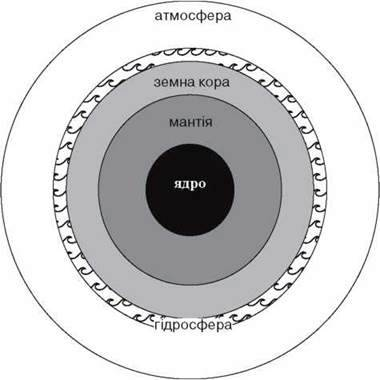 атмосфера
земна кора
мантія
ядро
гідросфера